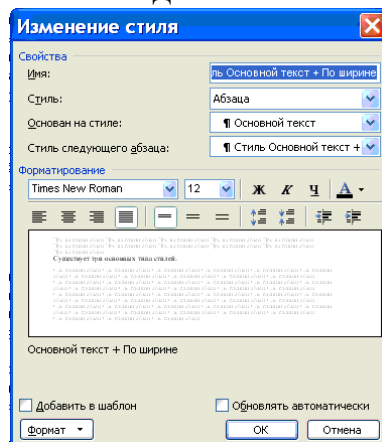 Изменение стиля
Свойства
Имя: ль Основной текст + По ширине
Стиль: Абзаца
Основан на стиле: ¶ Основной текст
Стиль следующего абзаца: ¶ Стиль Основной текст +
Форматирование
Times New Roman 12 Ж К Ч А
Существует три основных типа стилей:
Основной текст + По ширине
Добавить в шаблон Обновлять автоматически
Формат ОК Отмена